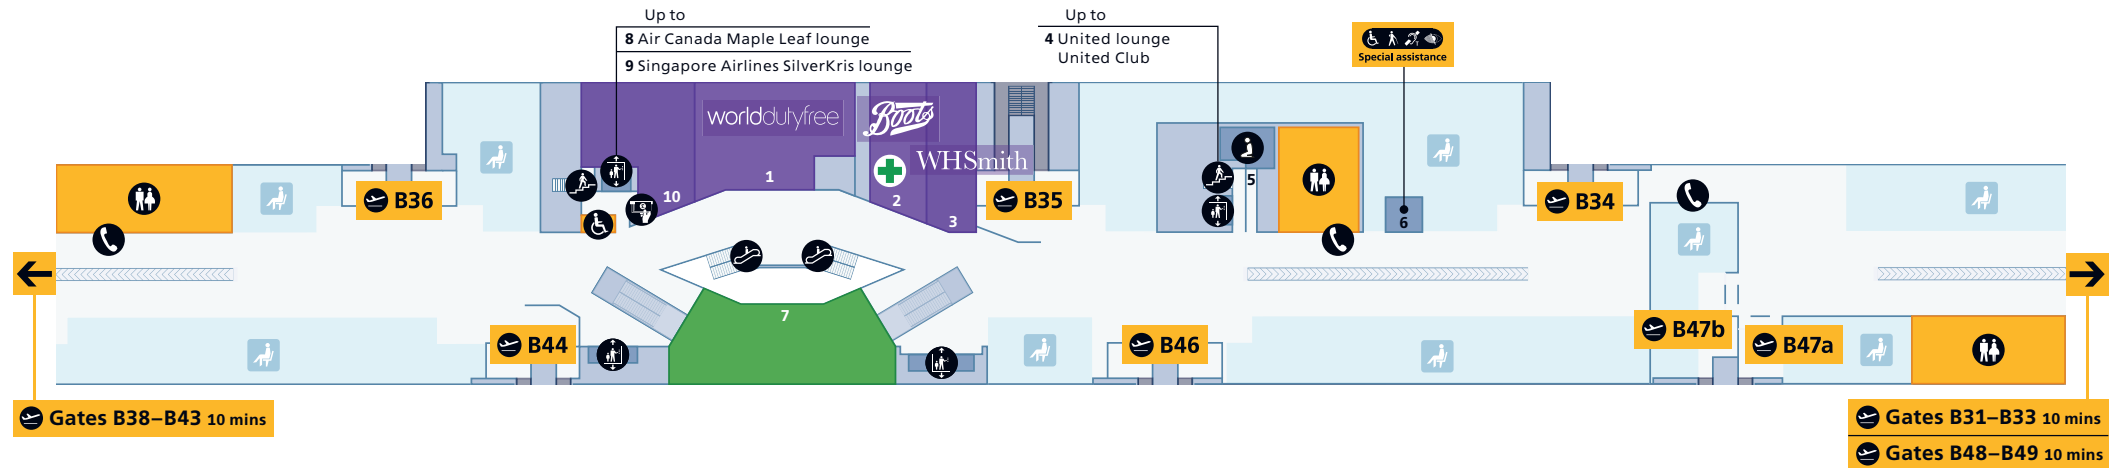 Up to
8 Air Canada Maple Leaf lounge
9 Singapore Airlines SilverKris lounge
Up to
4 United lounge
United Club
Special assistance
worlddutyfree
Boots
WHSmith
B36
10
1
2
3
B35
5
6
B34
7
B44
B46
B47b
B47a
Gates B38–B43 10 mins
Gates B31–B33 10 mins
Gates B48–B49 10 mins